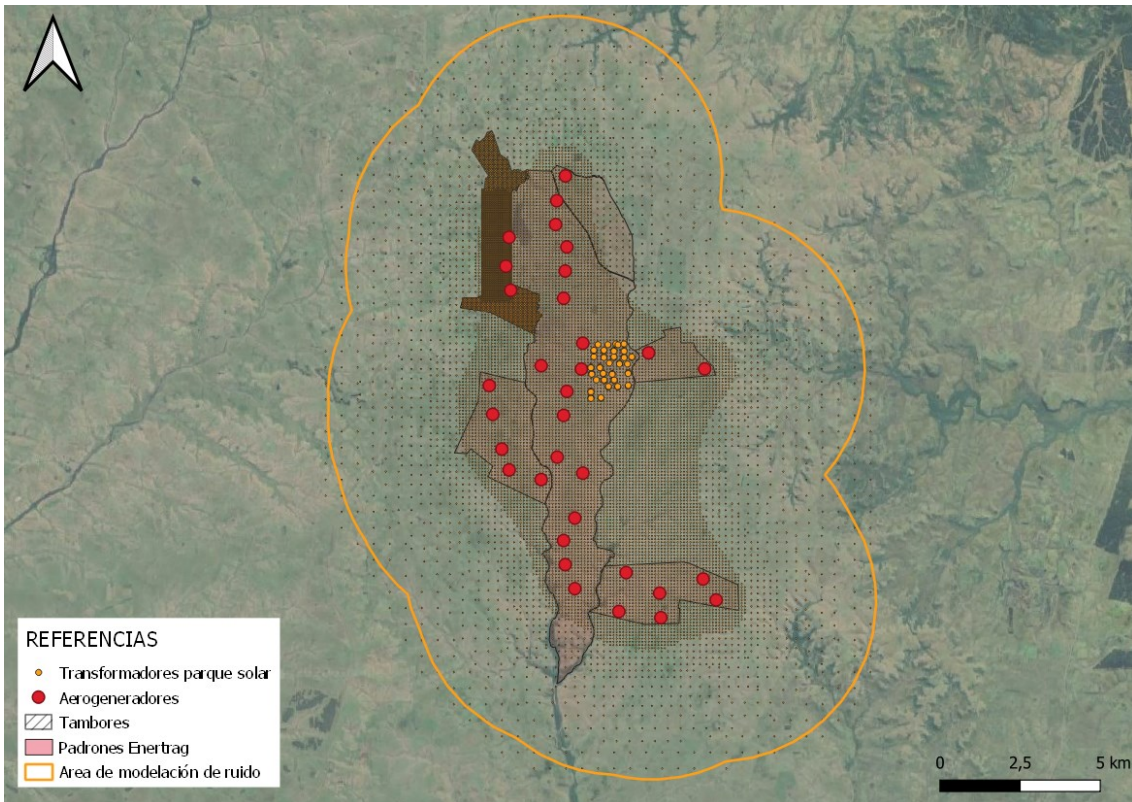 REFERENCIAS
Transformadores parque solar
Aerogeneradores
Tambores
Padrones Enertrag
Area de modelación de ruido
0 2,5 5 km